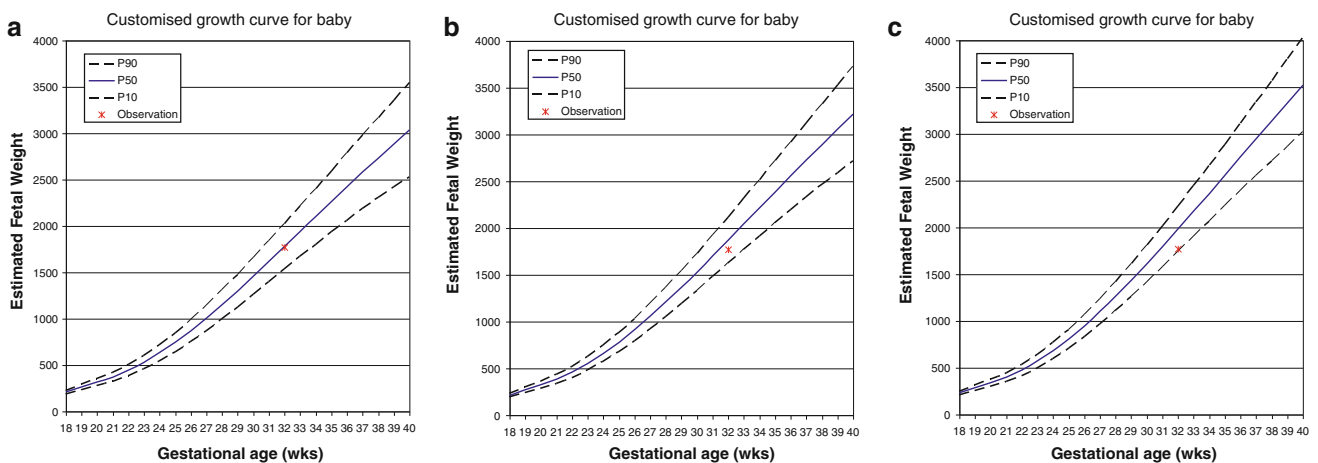 a
Customised growth curve for baby
4000
3500
3000
2500
2000
1500
1000
500
0
Estimated Fetal Weight
P90
P50
P10
Observation
18 19 20 21 22 23 24 25 26 27 28 29 30 31 32 33 34 35 36 37 38 39 40
Gestational age (wks)
b
Customised growth curve for baby
4000
3500
3000
2500
2000
1500
1000
500
0
Estimated Fetal Weight
P90
P50
P10
Observation
18 19 20 21 22 23 24 25 26 27 28 29 30 31 32 33 34 35 36 37 38 39 40
Gestational age (wks)
c
Customised growth curve for baby
4000
3500
3000
2500
2000
1500
1000
500
0
Estimated Fetal Weight
P90
P50
P10
Observation
18 19 20 21 22 23 24 25 26 27 28 29 30 31 32 33 34 35 36 37 38 39 40
Gestational age (wks)